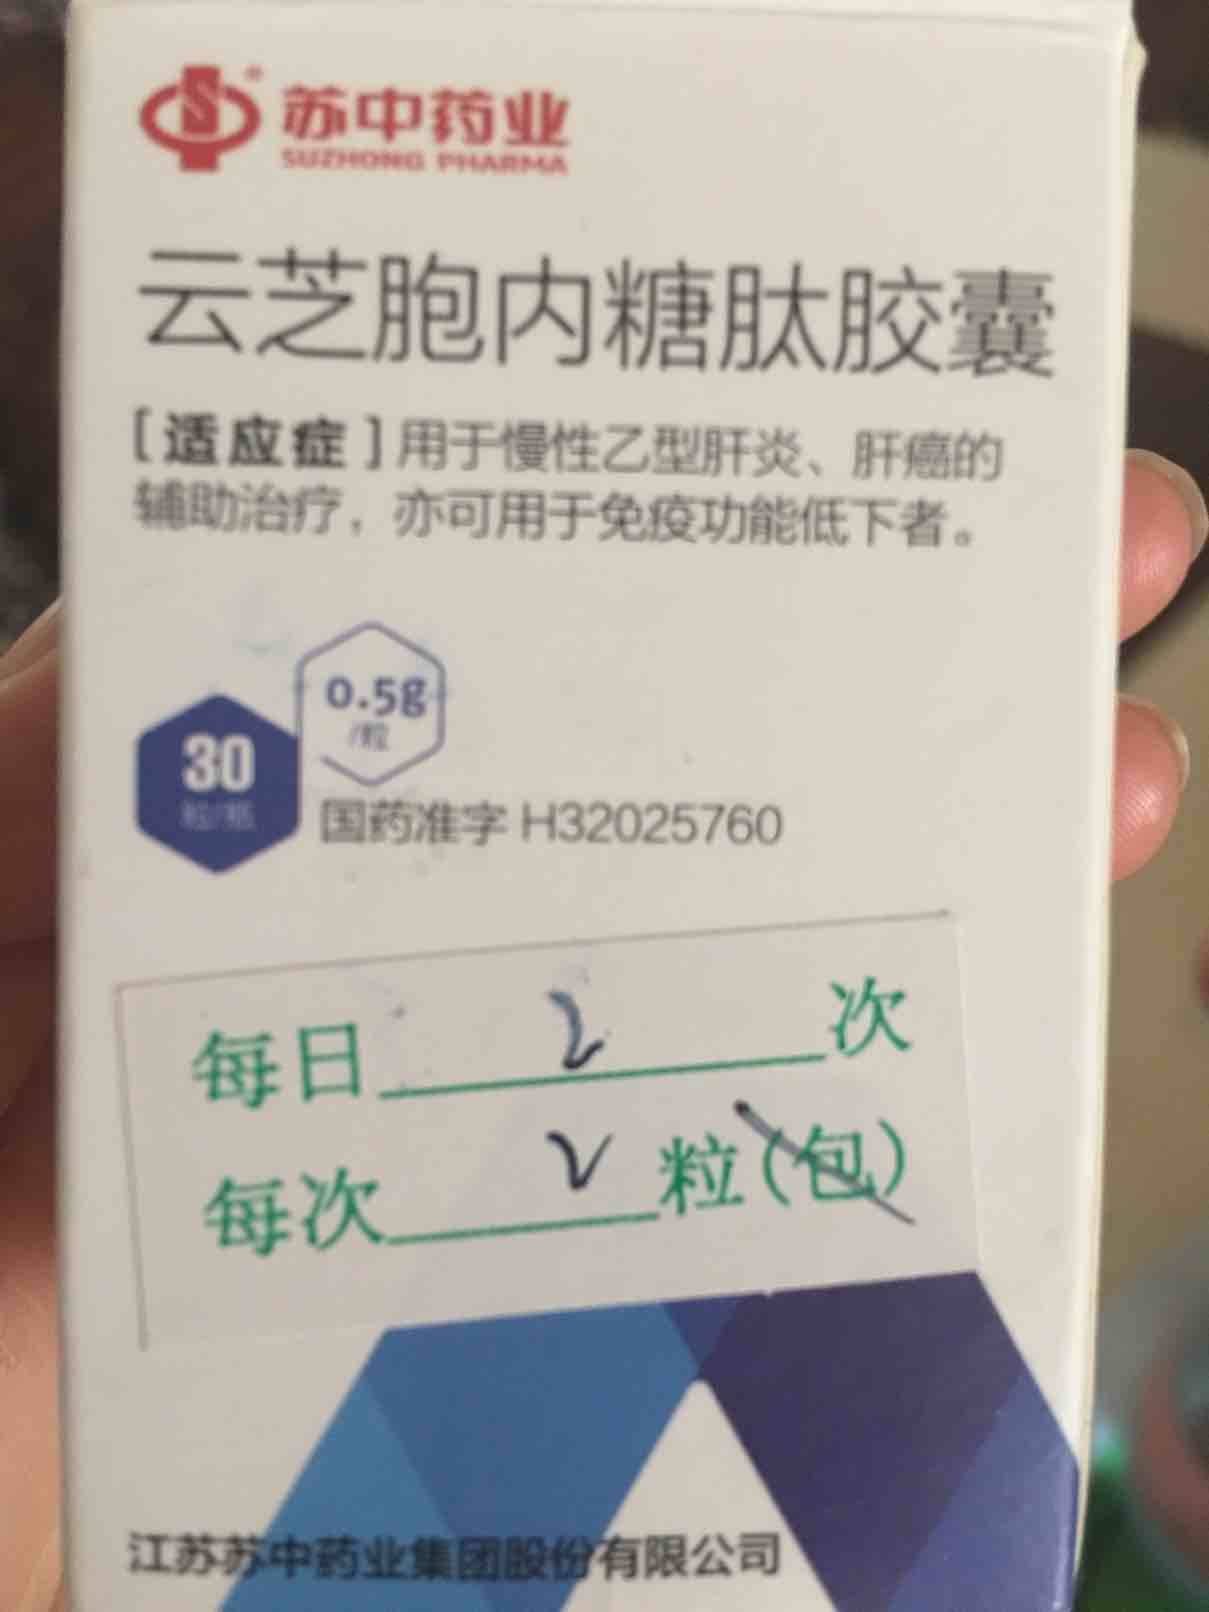 苏中药业
SUZHONG PHARMA
云芝胞内糖肽胶囊
[适应症]用于慢性乙型肝炎、肝癌的
辅助治疗，亦可用于免疫功能低下者。
0.5g
/粒
30
粒/瓶
国药准字 H32025760
每日 2 次
每次 2 粒(包)
江苏苏中药业集团股份有限公司